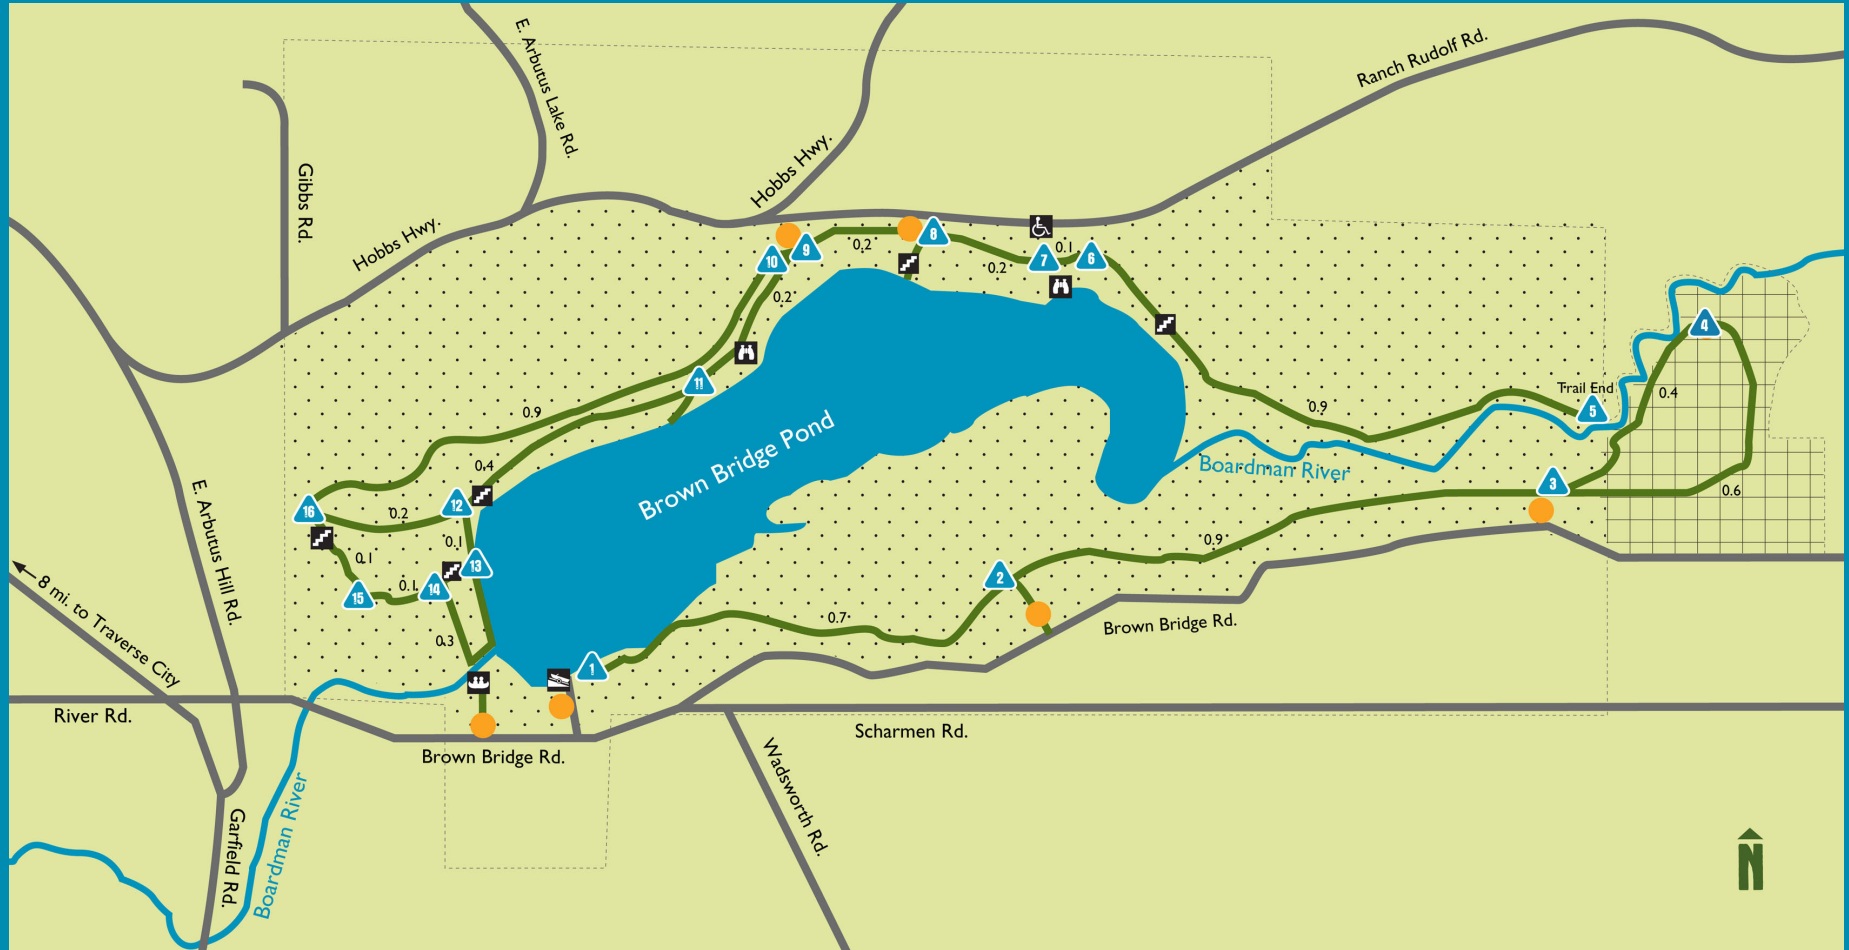 E. Arbutus Lake Rd.
Ranch Rudolf Rd.
Gibbs Rd.
Hobbs Hwy.
Hobbs Hwy.
8
9
10
0.2
0.2
7
0.1
6
0.2
4
0.4
Trail End
5
11
0.9
0.9
Brown Bridge Pond
Boardman River
0.4
16
0.2
12
3
0.6
E. Arbutus Hill Rd.
0.1
0.1
13
0.9
8 mi. to Traverse City
15
0.1
14
2
0.7
0.3
Brown Bridge Rd.
1
River Rd.
Scharmen Rd.
Brown Bridge Rd.
Wadsworth Rd.
Garfield Rd.
Boardman River
N